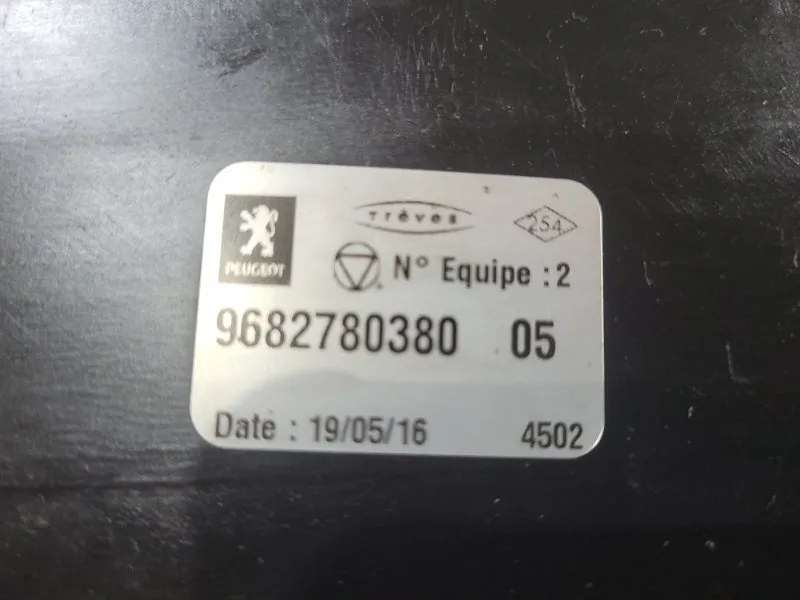 PEUGEOT
Trèves
254
N° Equipe : 2
9682780380 05
Date : 19/05/16 4502